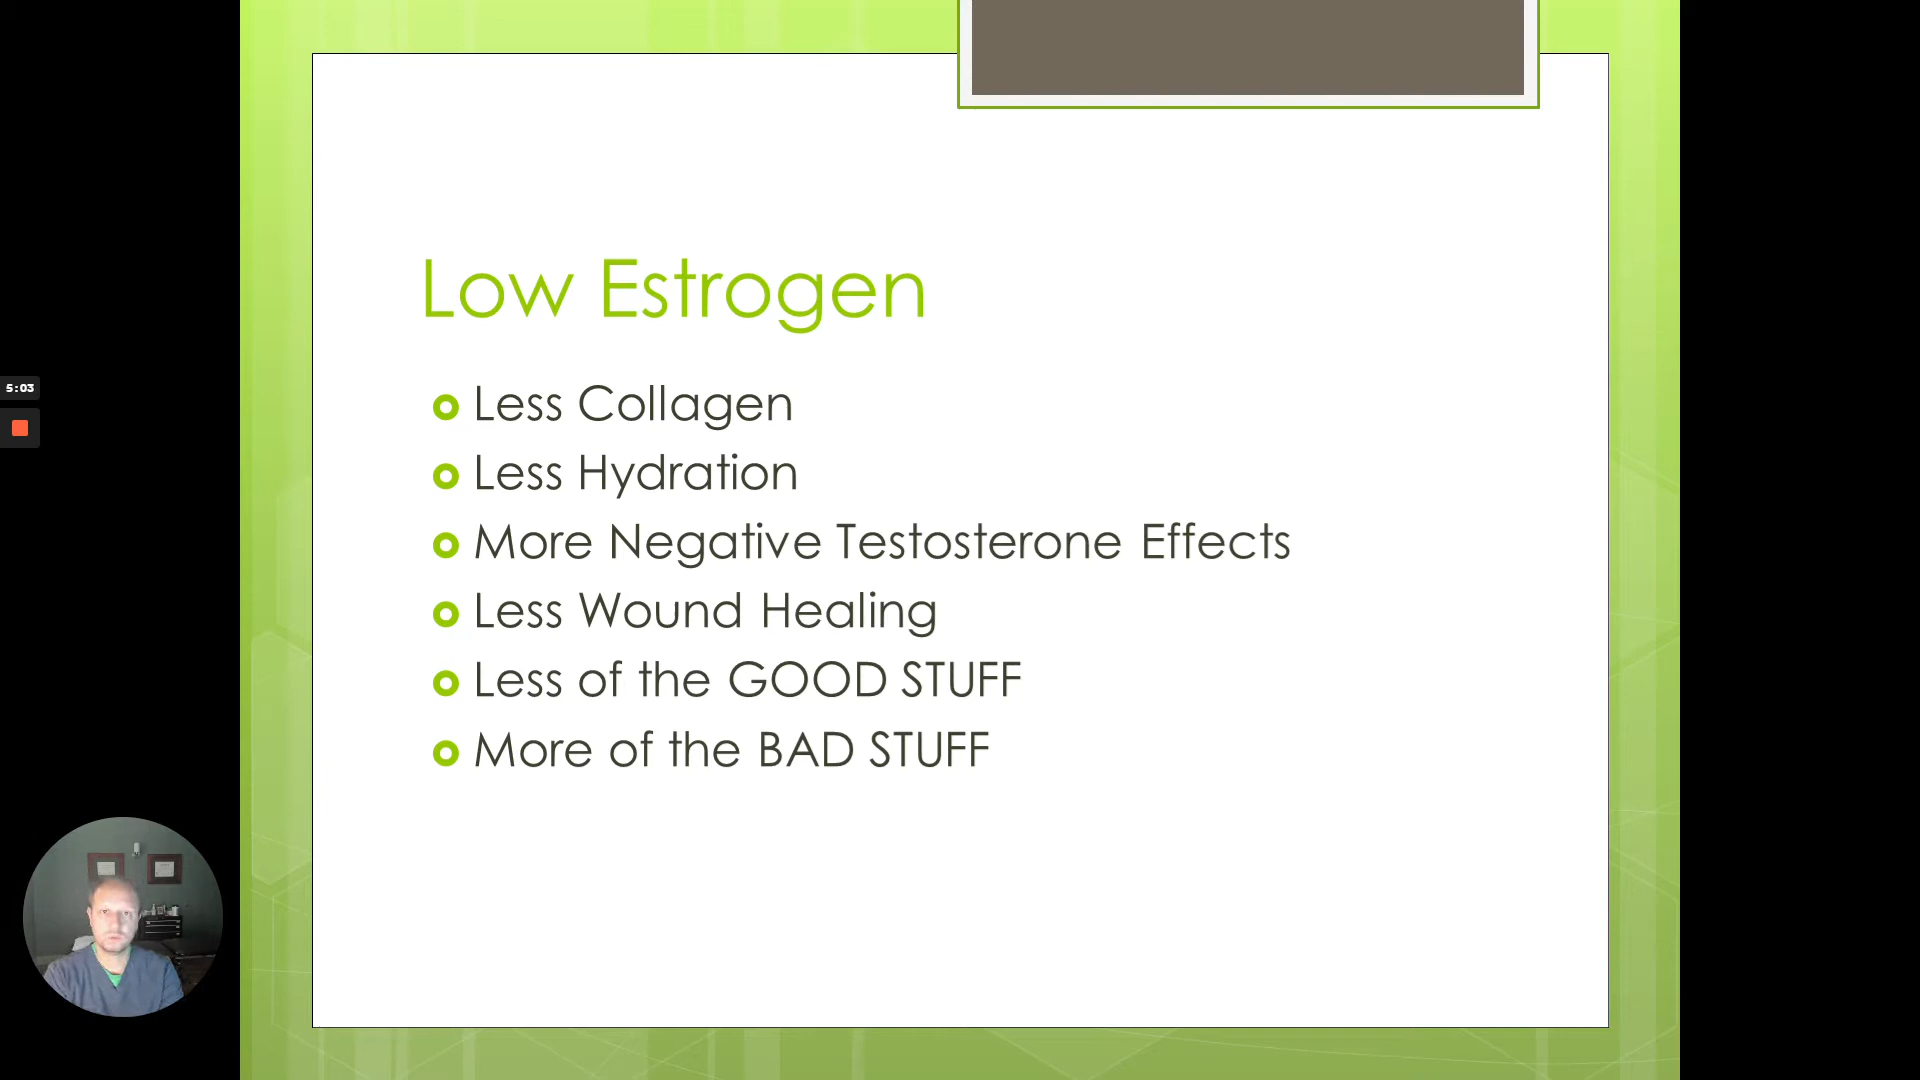 Low Estrogen
Less Collagen
Less Hydration
More Negative Testosterone Effects
Less Wound Healing
Less of the GOOD STUFF
More of the BAD STUFF
5:03